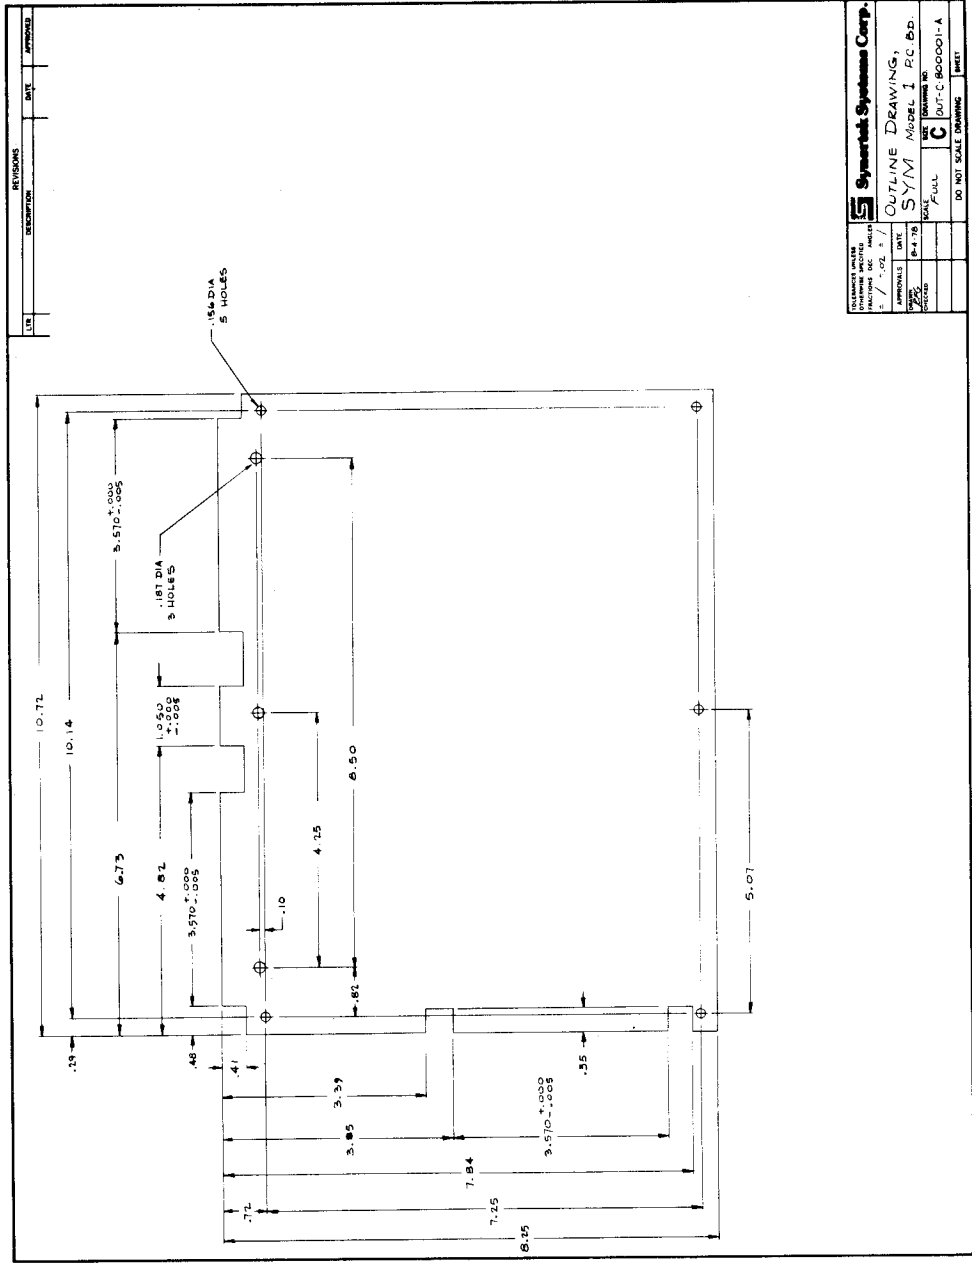 REVISIONS
LTR
DESCRIPTION
DATE
APPROVED
10.72
10.14
6.73
3.570 +.000 -.005
4.82
1.050
+.000
-.005
3.570 +.000 -.005
.29
.48
.41
.156 DIA
5 HOLES
.187 DIA
3 HOLES
.10
4.25
8.50
.82
3.39
3.85
3.570 +.000 -.005
.35
7.84
.72
7.25
8.25
5.07
TOLERANCES UNLESS
OTHERWISE SPECIFIED
FRACTIONS DEC ANGLES
± / ± .02 ± /
APPROVALS
DATE
DRAWN
8-4-78
CHECKED
Synertek Systems Corp.
OUTLINE DRAWING,
SYM MODEL 1 P.C. BD.
SCALE
FULL
SIZE
C
DRAWING NO.
OUT-C-B00001-A
DO NOT SCALE DRAWING
SHEET